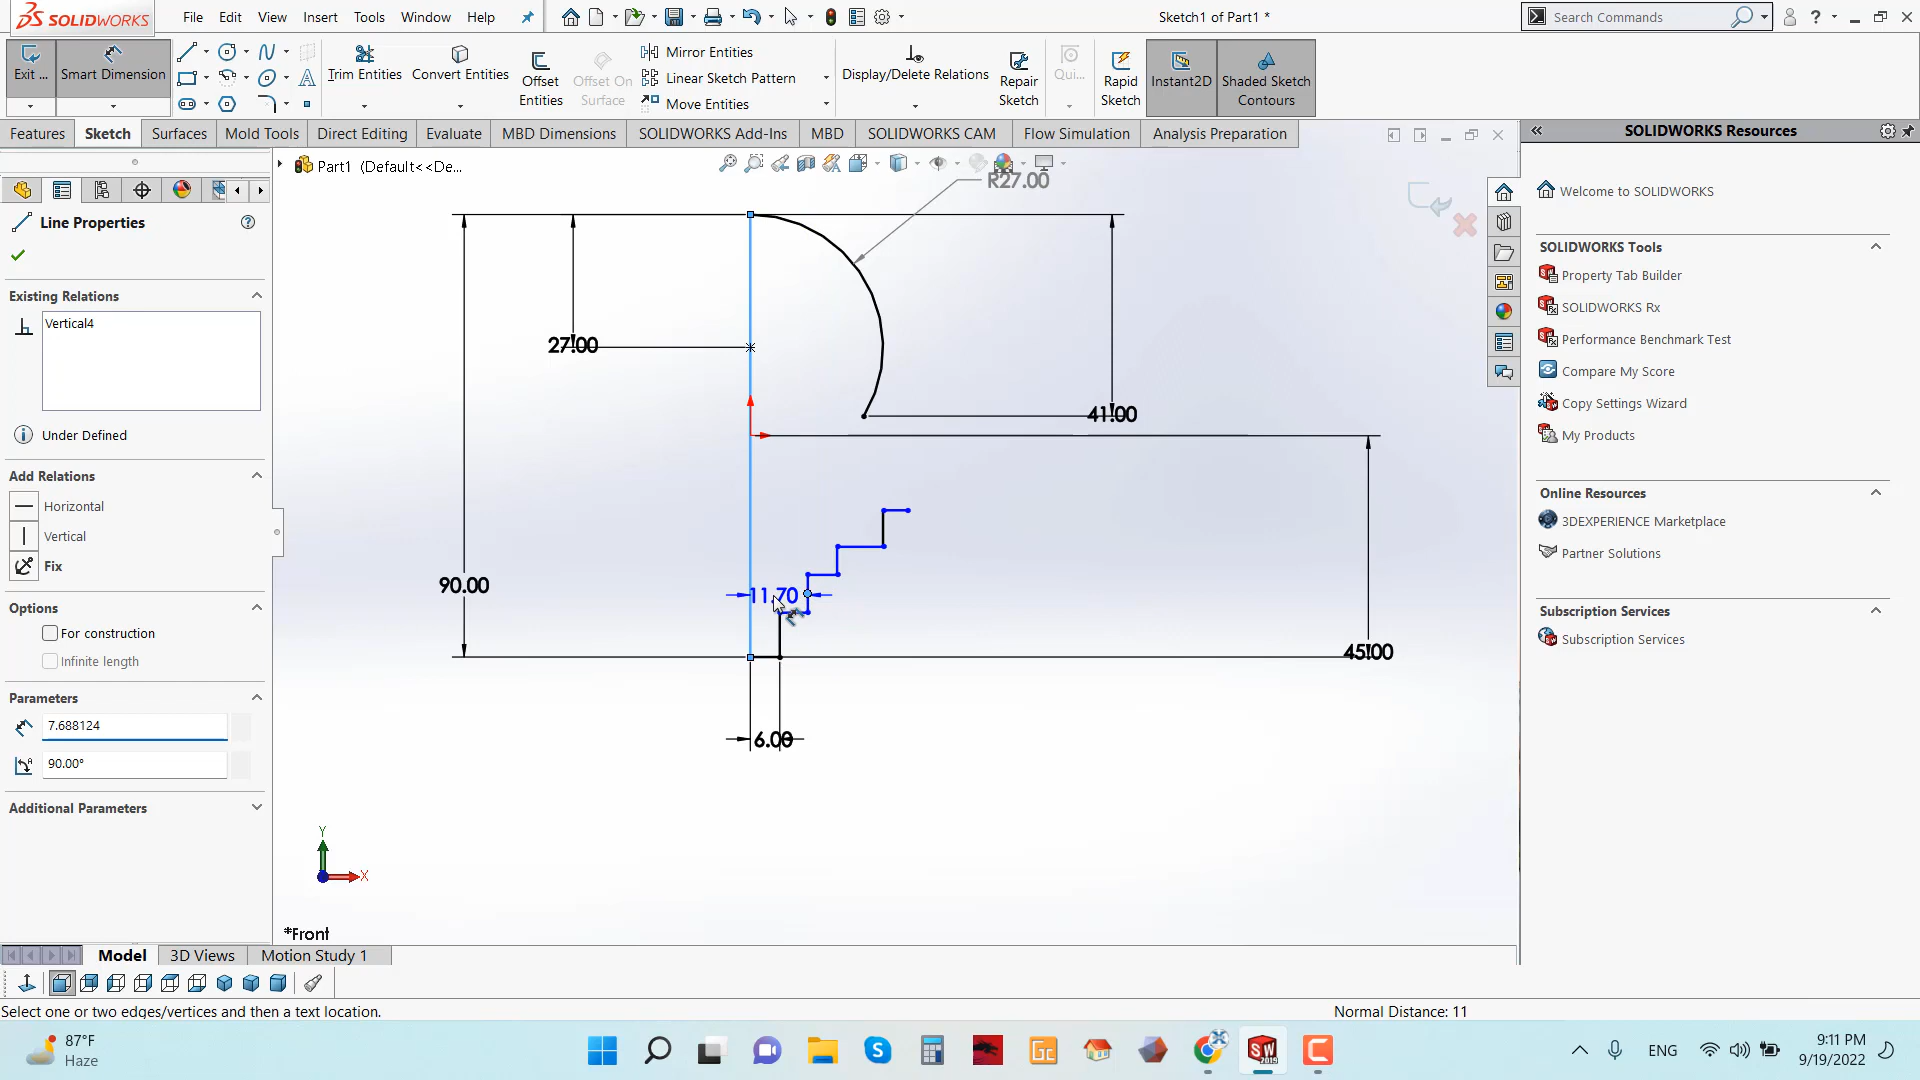 SOLIDWORKS
File Edit View Insert Tools Window Help
Sketch1 of Part1 *
Search Commands
Exit ...
Smart Dimension
Trim Entities
Convert Entities
Offset Entities
Offset On Surface
Mirror Entities
Linear Sketch Pattern
Move Entities
Display/Delete Relations
Repair Sketch
Qui...
Rapid Sketch
Instant2D
Shaded Sketch Contours
Features Sketch Surfaces Mold Tools Direct Editing Evaluate MBD Dimensions SOLIDWORKS Add-Ins MBD SOLIDWORKS CAM Flow Simulation Analysis Preparation
SOLIDWORKS Resources
Part1 (Default<<De...
Line Properties
Existing Relations
Vertical4
Under Defined
Add Relations
Horizontal
Vertical
Fix
Options
For construction
Infinite length
Parameters
7.688124
90.00°
Additional Parameters
R27.00
27.00
41.00
90.00
11.70
45.00
6.00
Y
X
*Front
Welcome to SOLIDWORKS
SOLIDWORKS Tools
Property Tab Builder
SOLIDWORKS Rx
Performance Benchmark Test
Compare My Score
Copy Settings Wizard
My Products
Online Resources
3DEXPERIENCE Marketplace
Partner Solutions
Subscription Services
Subscription Services
Model 3D Views Motion Study 1
Select one or two edges/vertices and then a text location.
Normal Distance: 11
87°F
Haze
SW
2019
ENG
9:11 PM
9/19/2022